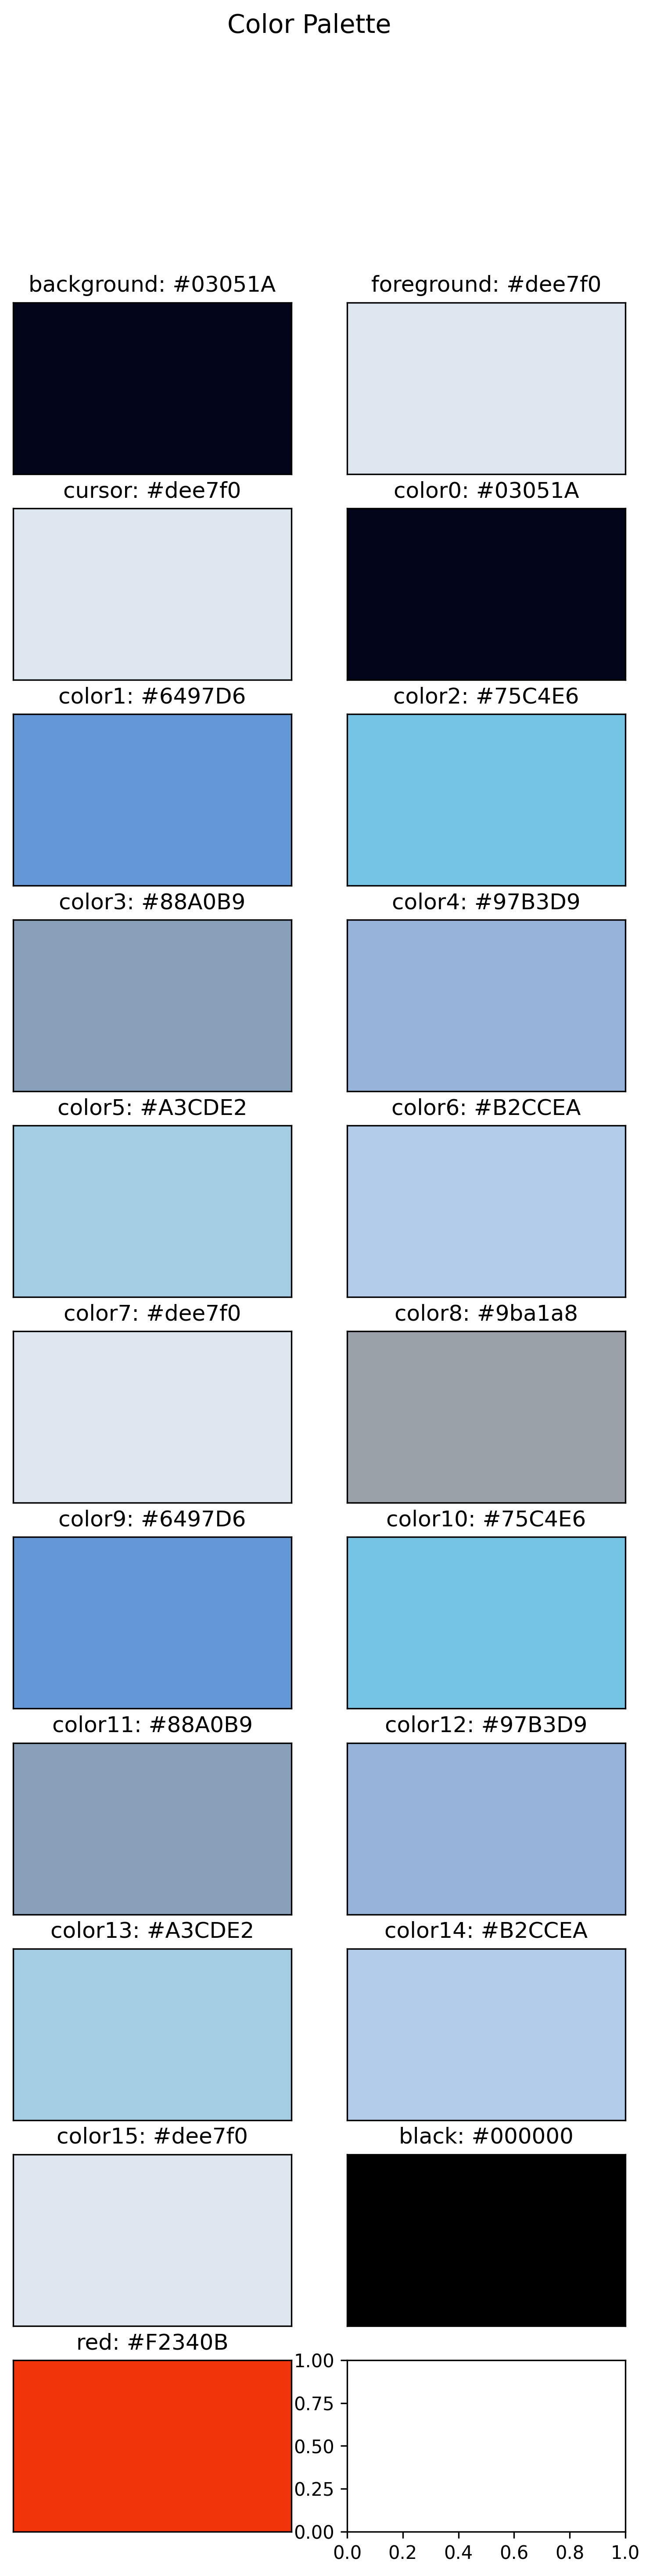 Color Palette
background: #03051A
foreground: #dee7f0
cursor: #dee7f0
color0: #03051A
color1: #6497D6
color2: #75C4E6
color3: #88A0B9
color4: #97B3D9
color5: #A3CDE2
color6: #B2CCEA
color7: #dee7f0
color8: #9ba1a8
color9: #6497D6
color10: #75C4E6
color11: #88A0B9
color12: #97B3D9
color13: #A3CDE2
color14: #B2CCEA
color15: #dee7f0
black: #000000
red: #F2340B
1.00
0.75
0.50
0.25
0.00
0.0 0.2 0.4 0.6 0.8 1.0